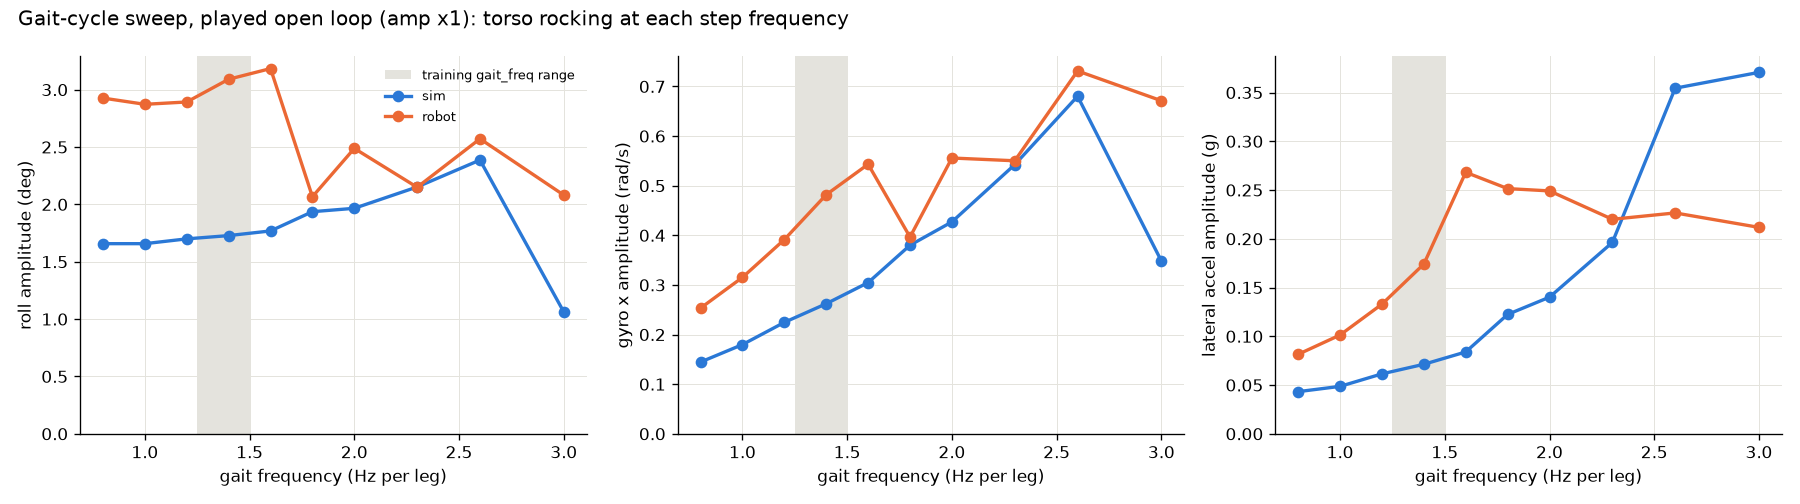 Gait-cycle sweep, played open loop (amp x1): torso rocking at each step frequency
roll amplitude (deg)
3.0
2.5
2.0
1.5
1.0
0.5
0.0
training gait_freq range
sim
robot
1.0 1.5 2.0 2.5 3.0
gait frequency (Hz per leg)
gyro x amplitude (rad/s)
0.7
0.6
0.5
0.4
0.3
0.2
0.1
0.0
1.0 1.5 2.0 2.5 3.0
gait frequency (Hz per leg)
lateral accel amplitude (g)
0.35
0.30
0.25
0.20
0.15
0.10
0.05
0.00
1.0 1.5 2.0 2.5 3.0
gait frequency (Hz per leg)